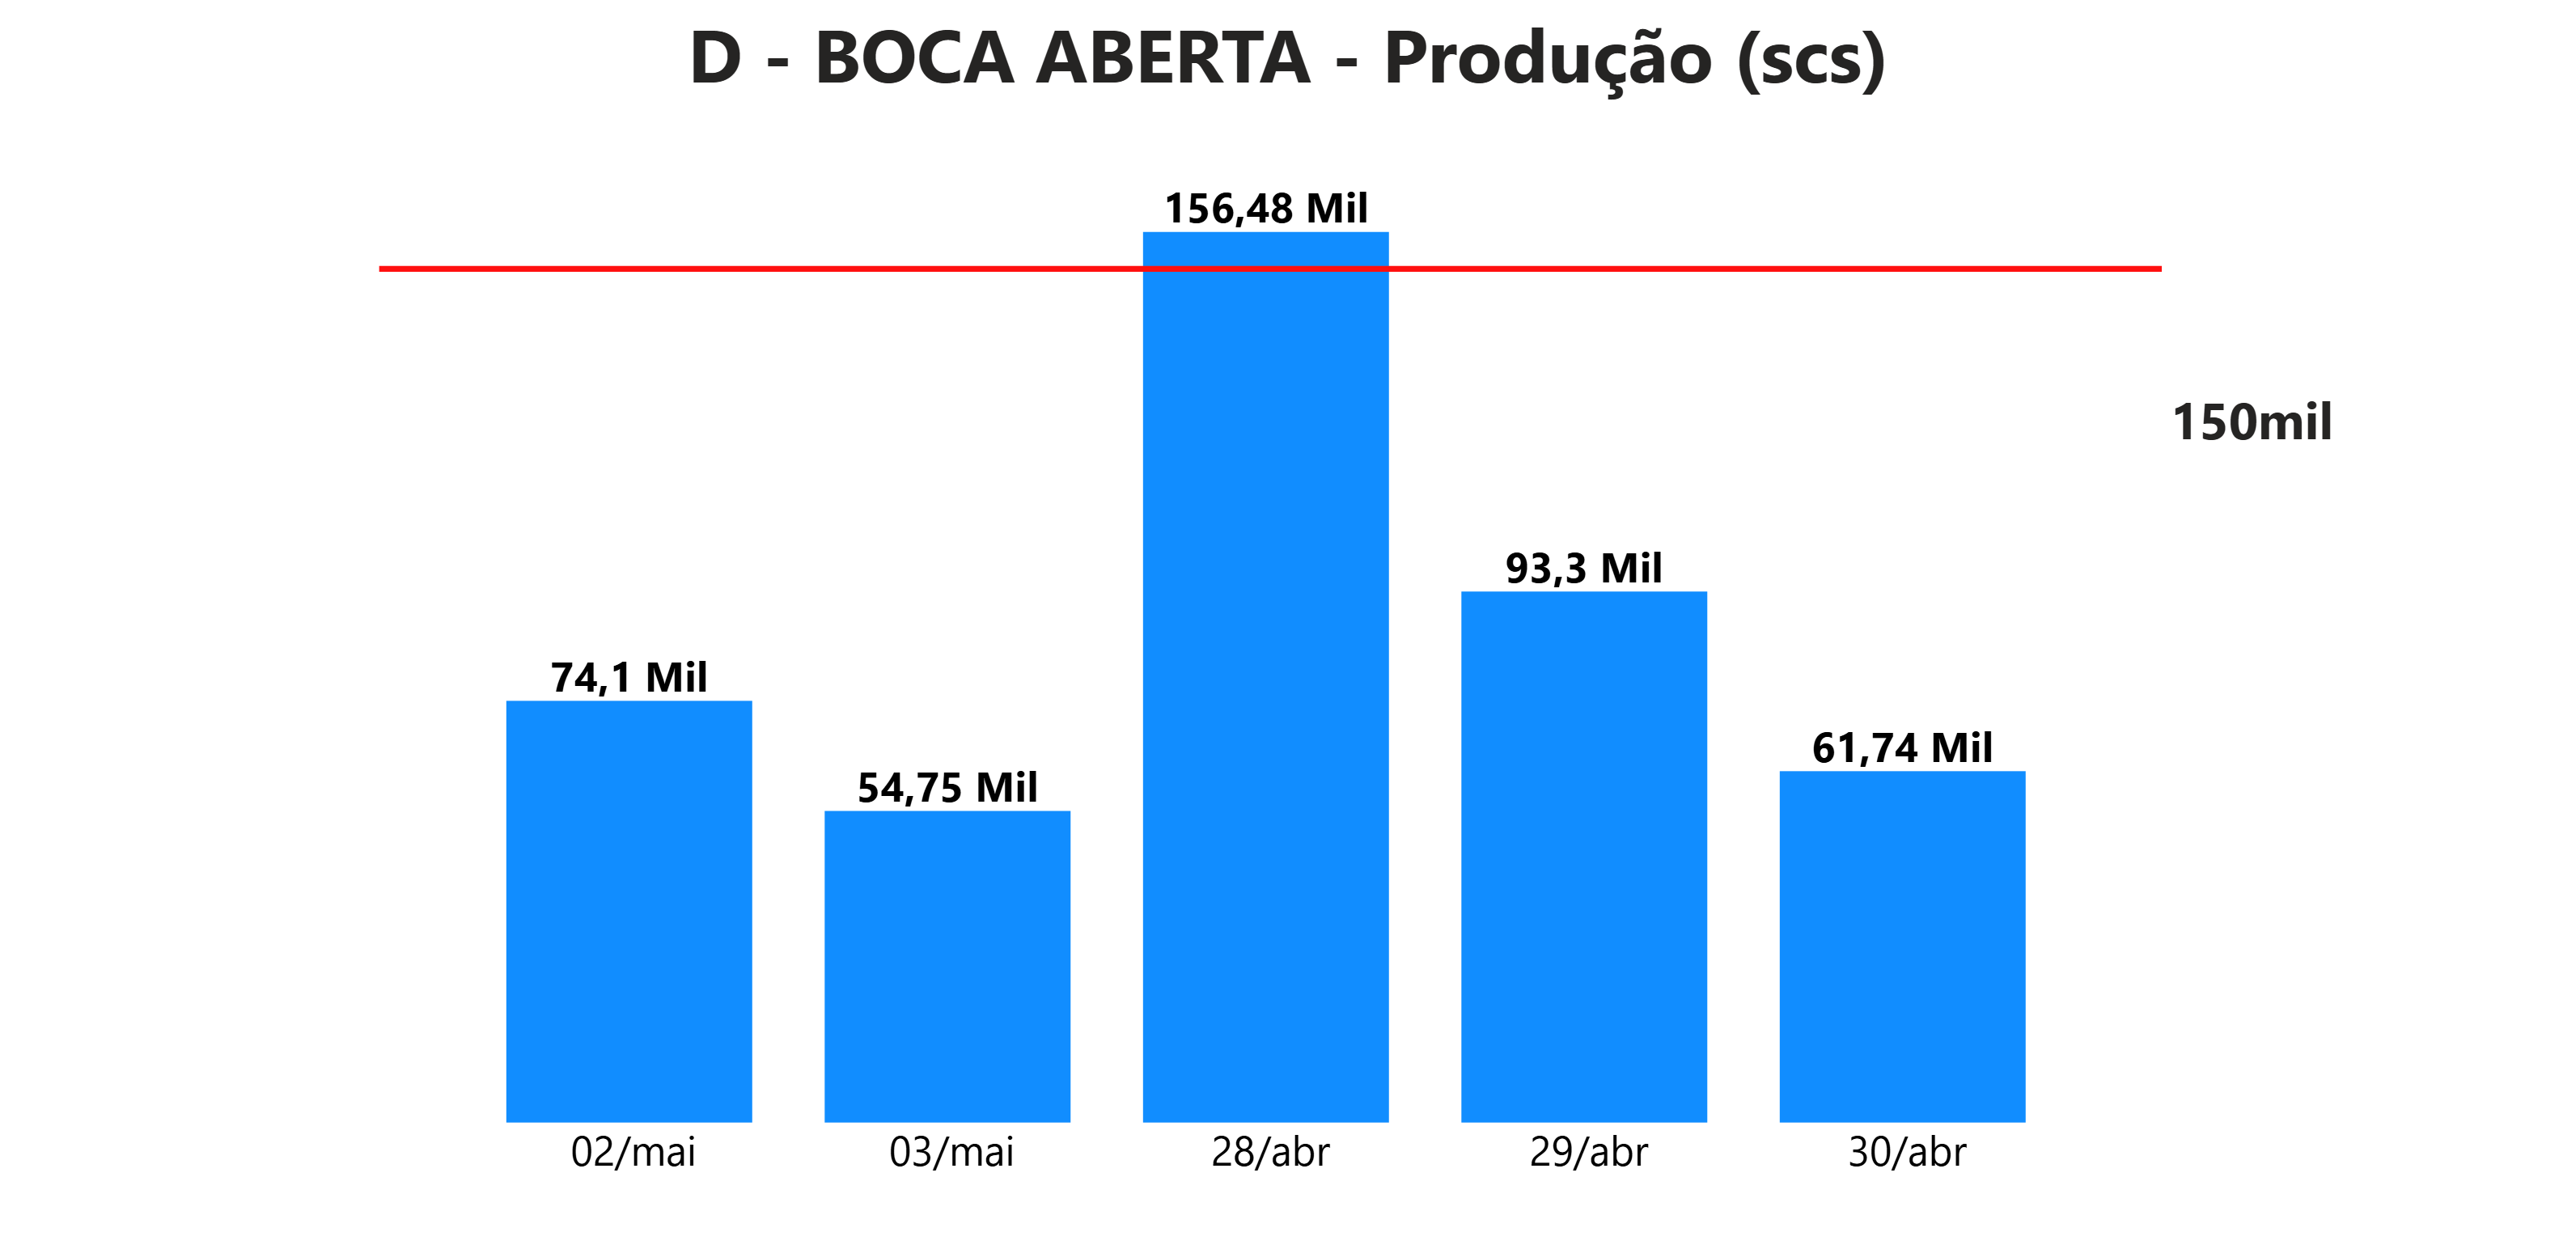 D - BOCA ABERTA - Produção (scs)
156,48 Mil
150mil
93,3 Mil
74,1 Mil
61,74 Mil
54,75 Mil
02/mai
03/mai
28/abr
29/abr
30/abr